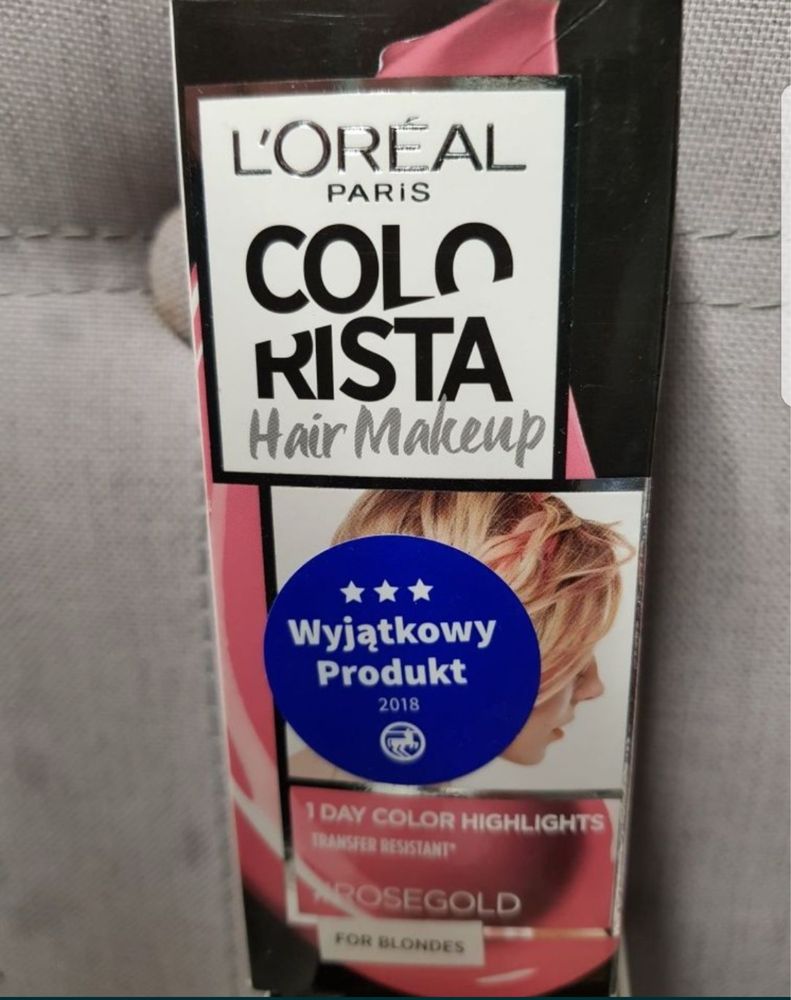 L'ORÉAL
PARIS
COLO
RISTA
Hair Makeup
Wyjątkowy
Produkt
2018
1 DAY COLOR HIGHLIGHTS
TRANSFER RESISTANT*
#ROSEGOLD
FOR BLONDES